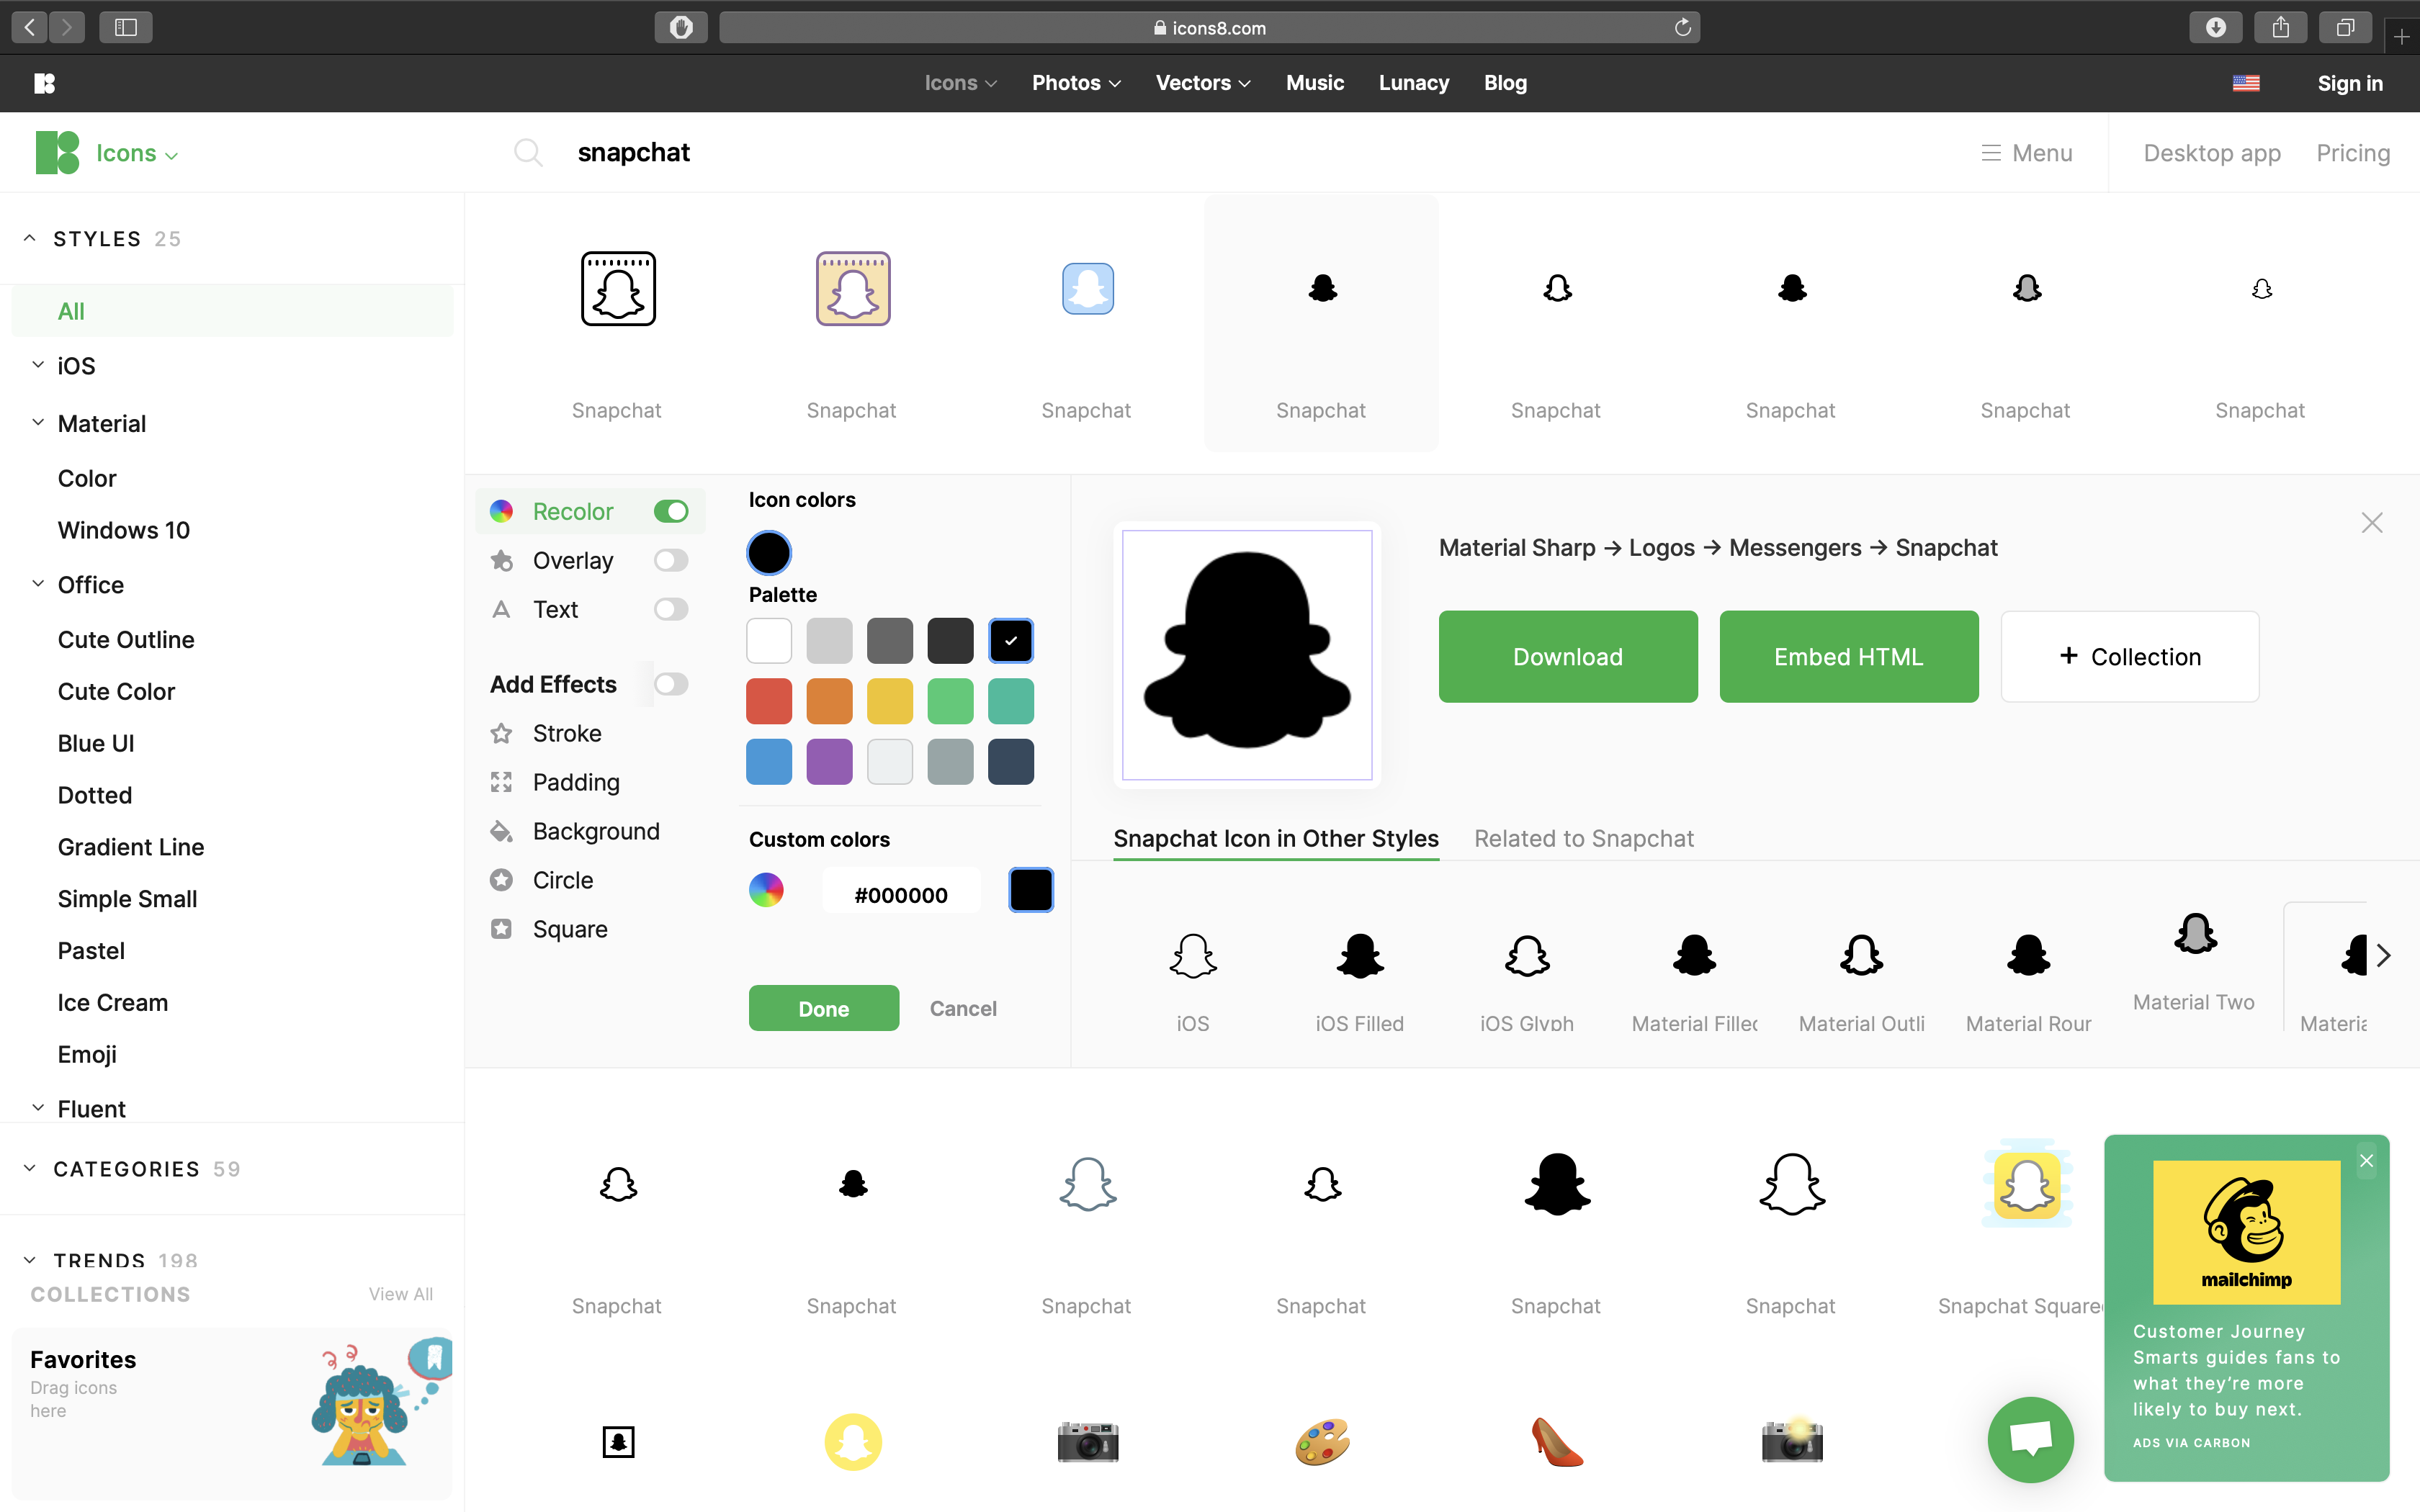 icons8.com
Icons
Photos
Vectors
Music
Lunacy
Blog
Sign in
Icons
snapchat
Menu
Desktop app
Pricing
STYLES 25
All
iOS
Material
Color
Windows 10
Office
Cute Outline
Cute Color
Blue UI
Dotted
Gradient Line
Simple Small
Pastel
Ice Cream
Emoji
Fluent
CATEGORIES 59
TRENDS 198
COLLECTIONS
View All
Favorites
Drag icons
here
Snapchat
Snapchat
Snapchat
Snapchat
Snapchat
Snapchat
Snapchat
Snapchat
Recolor
Overlay
Text
Add Effects
Stroke
Padding
Background
Circle
Square
Icon colors
Palette
Custom colors
#000000
Done
Cancel
Material Sharp → Logos → Messengers → Snapchat
Download
Embed HTML
+ Collection
Snapchat Icon in Other Styles
Related to Snapchat
iOS
iOS Filled
iOS Glyph
Material Filled
Material Outli
Material Rour
Material Two
Materia
Snapchat
Snapchat
Snapchat
Snapchat
Snapchat
Snapchat
Snapchat Square
mailchimp
Customer Journey
Smarts guides fans to
what they're more
likely to buy next.
ADS VIA CARBON